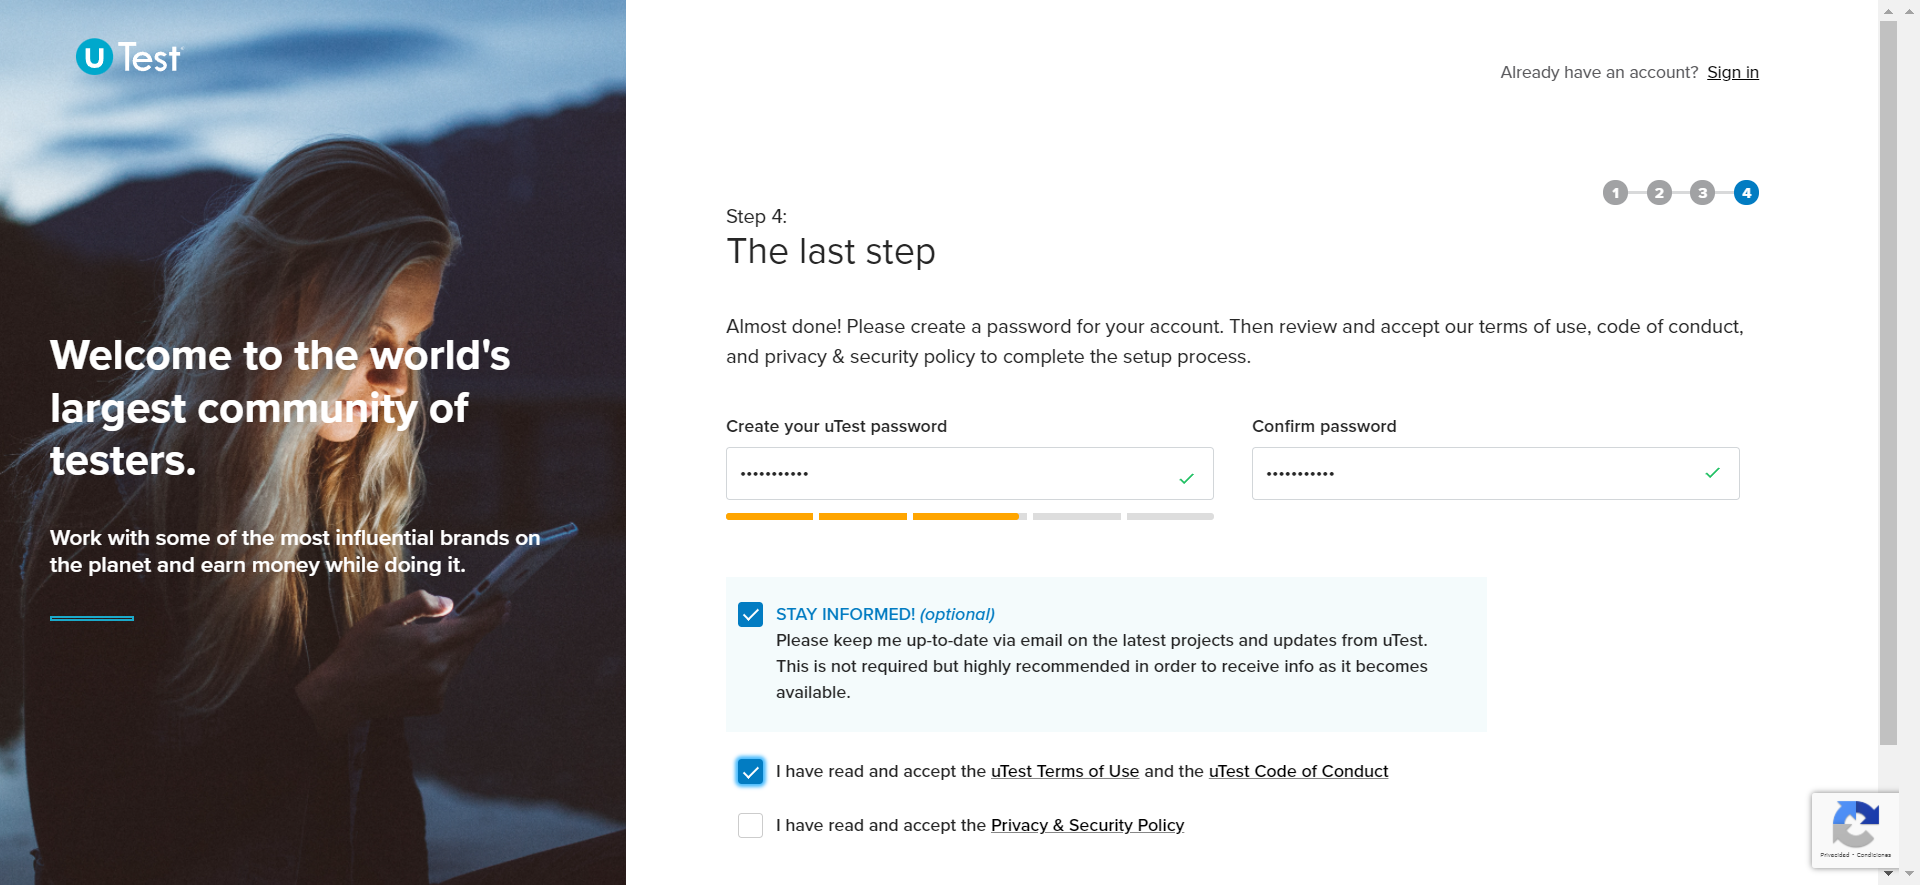 u Test
Welcome to the world's
largest community of
testers.
Work with some of the most influential brands on
the planet and earn money while doing it.
Already have an account? Sign in
1 2 3 4
Step 4:
The last step
Almost done! Please create a password for your account. Then review and accept our terms of use, code of conduct,
and privacy & security policy to complete the setup process.
Create your uTest password
Confirm password
•••••••••••
•••••••••••
STAY INFORMED! (optional)
Please keep me up-to-date via email on the latest projects and updates from uTest.
This is not required but highly recommended in order to receive info as it becomes
available.
I have read and accept the uTest Terms of Use and the uTest Code of Conduct
I have read and accept the Privacy & Security Policy
Privacidad - Condiciones